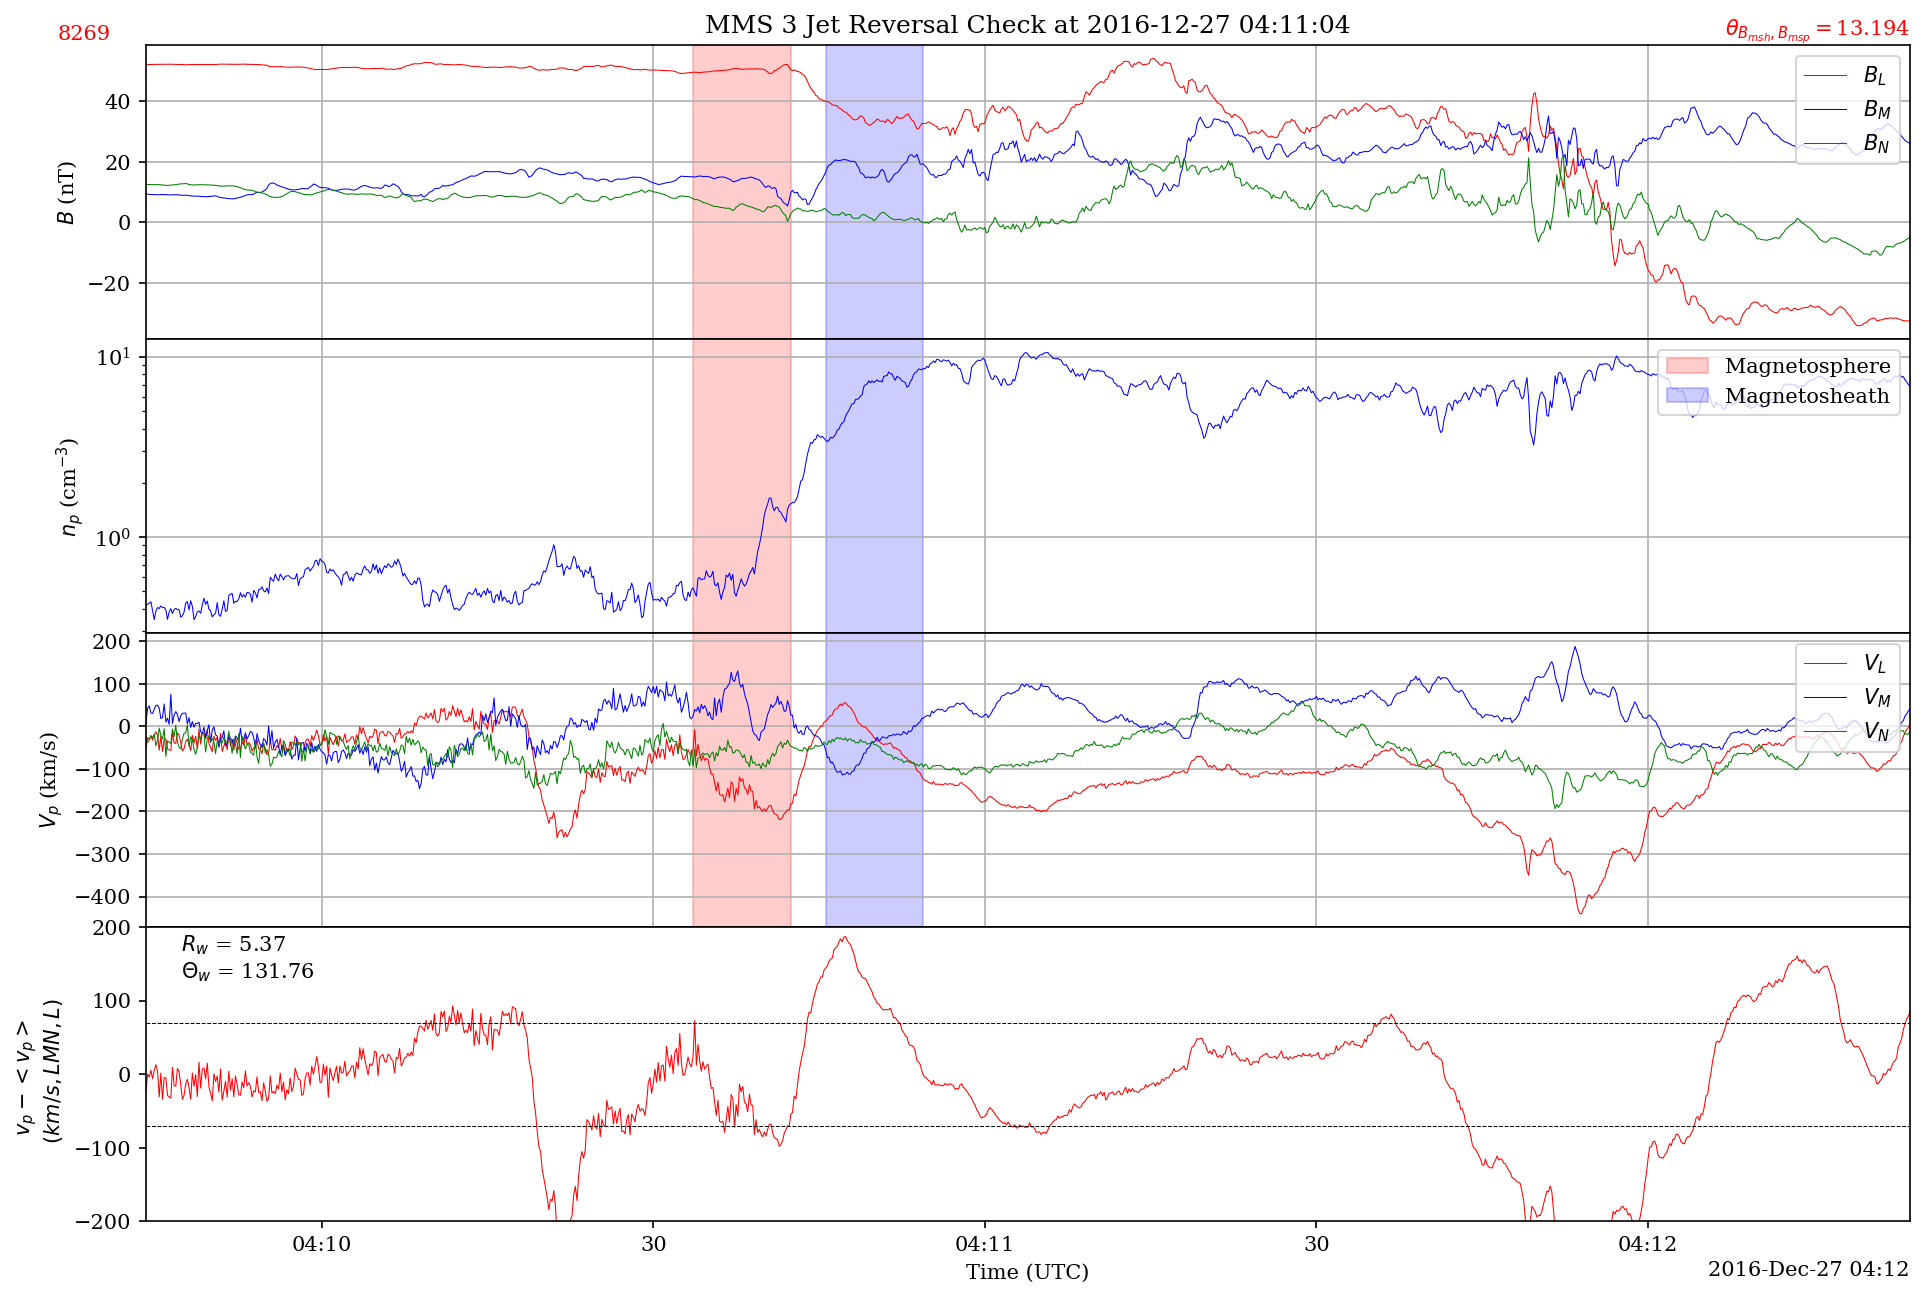 8269
MMS 3 Jet Reversal Check at 2016-12-27 04:11:04
θ_{B_{msh}, B_{msp}} = 13.194
40
20
0
−20
B (nT)
B_L
B_M
B_N
10^1
10^0
n_p (cm^{−3})
Magnetosphere
Magnetosheath
200
100
0
−100
−200
−300
−400
V_p (km/s)
V_L
V_M
V_N
200
100
0
−100
−200
v_p − < v_p >
(km/s, LMN, L)
R_w = 5.37
Θ_w = 131.76
04:10
30
04:11
30
04:12
Time (UTC)
2016-Dec-27 04:12